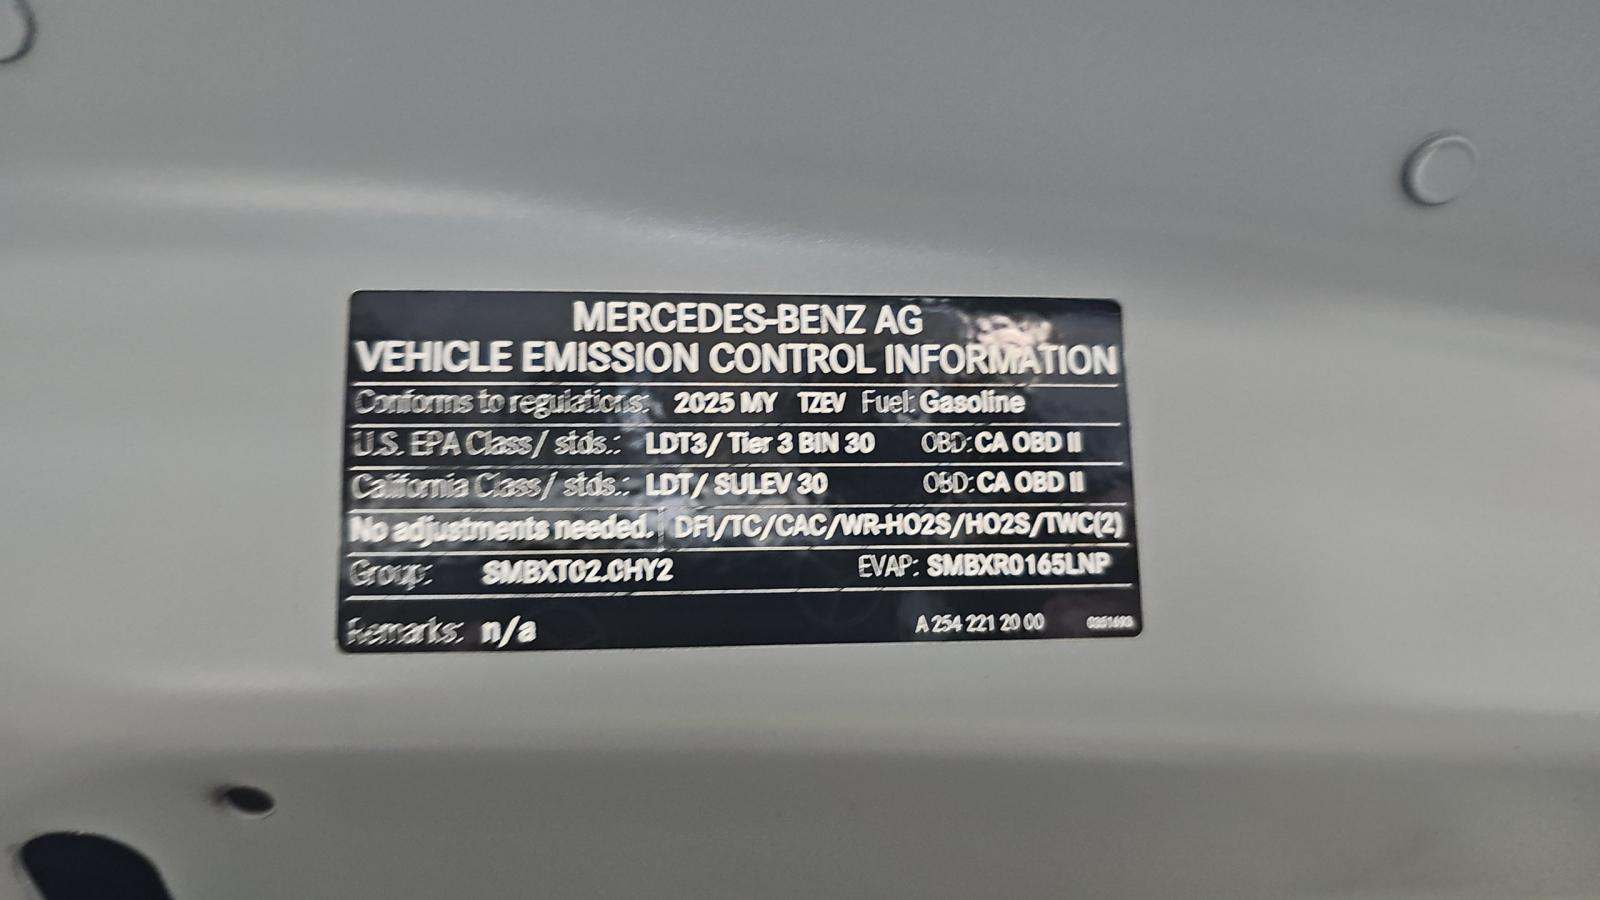 MERCEDES-BENZ AG
VEHICLE EMISSION CONTROL INFORMATION
Conforms to regulations: 2025 MY TZEV Fuel: Gasoline
U.S. EPA Class/ stds.: LDT3/ Tier 3 BIN 30 OBD: CA OBD II
California Class/ stds.: LDT/ SULEV 30 OBD: CA OBD II
No adjustments needed. DFI/TC/CAC/WR-HO2S/HO2S/TWC(2)
Group: SMBXT02.0HY2 EVAP: SMBXR0165LNP
Remarks: n/a A 254 221 20 00